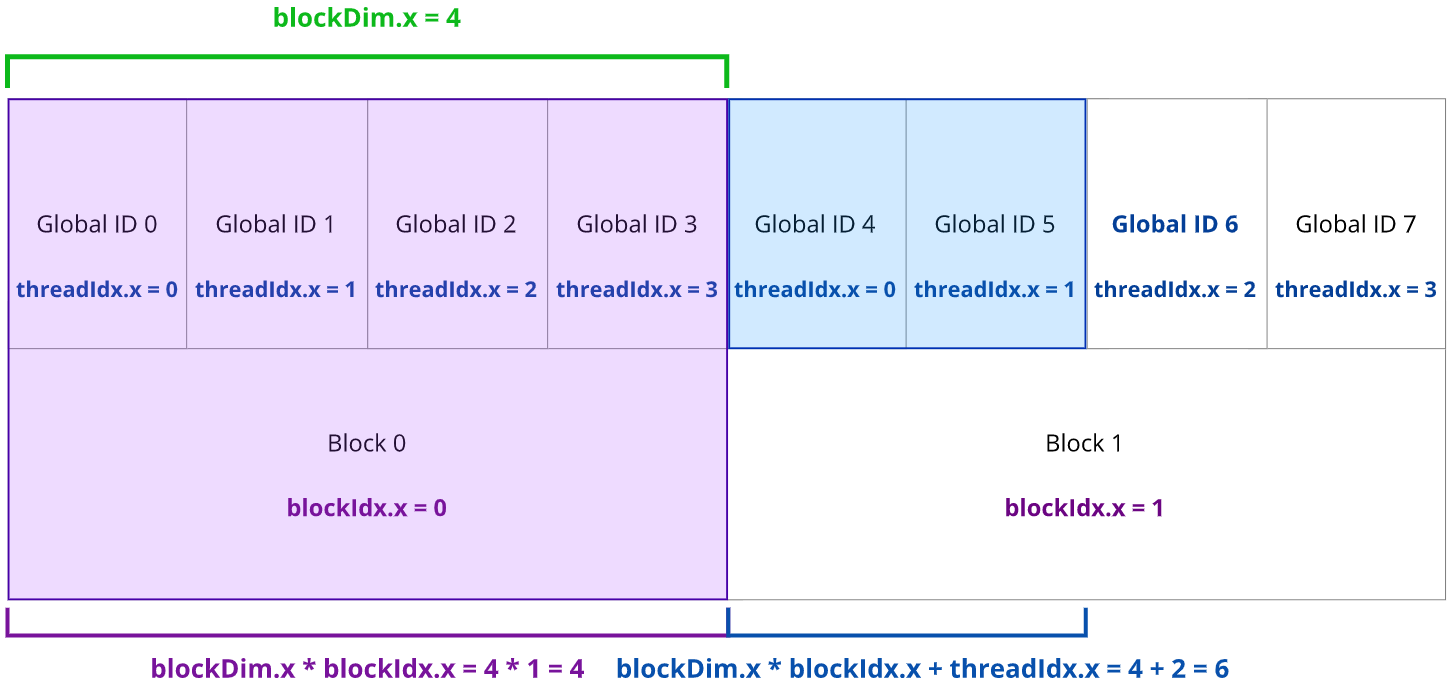 blockDim.x = 4
Global ID 0
Global ID 1
Global ID 2
Global ID 3
Global ID 4
Global ID 5
Global ID 6
Global ID 7
threadIdx.x = 0
threadIdx.x = 1
threadIdx.x = 2
threadIdx.x = 3
threadIdx.x = 0
threadIdx.x = 1
threadIdx.x = 2
threadIdx.x = 3
Block 0
Block 1
blockIdx.x = 0
blockIdx.x = 1
blockDim.x * blockIdx.x = 4 * 1 = 4
blockDim.x * blockIdx.x + threadIdx.x = 4 + 2 = 6